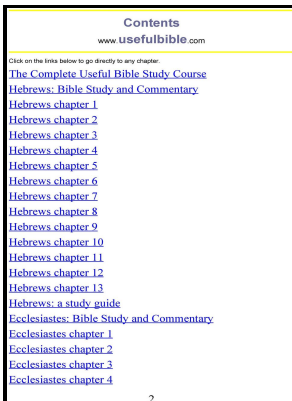 Contents
www.usefulbible.com
Click on the links below to go directly to any chapter.
The Complete Useful Bible Study Course
Hebrews: Bible Study and Commentary
Hebrews chapter 1
Hebrews chapter 2
Hebrews chapter 3
Hebrews chapter 4
Hebrews chapter 5
Hebrews chapter 6
Hebrews chapter 7
Hebrews chapter 8
Hebrews chapter 9
Hebrews chapter 10
Hebrews chapter 11
Hebrews chapter 12
Hebrews chapter 13
Hebrews: a study guide
Ecclesiastes: Bible Study and Commentary
Ecclesiastes chapter 1
Ecclesiastes chapter 2
Ecclesiastes chapter 3
Ecclesiastes chapter 4
2